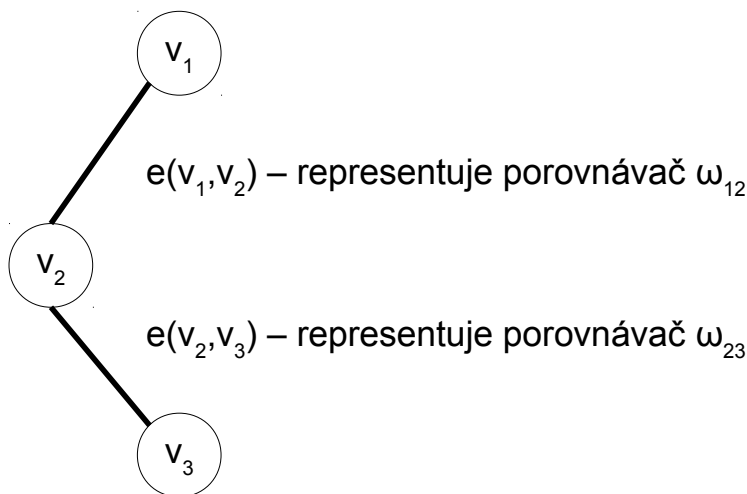 v₁
e(v₁,v₂) – representuje porovnávač ω₁₂
v₂
e(v₂,v₃) – representuje porovnávač ω₂₃
v₃